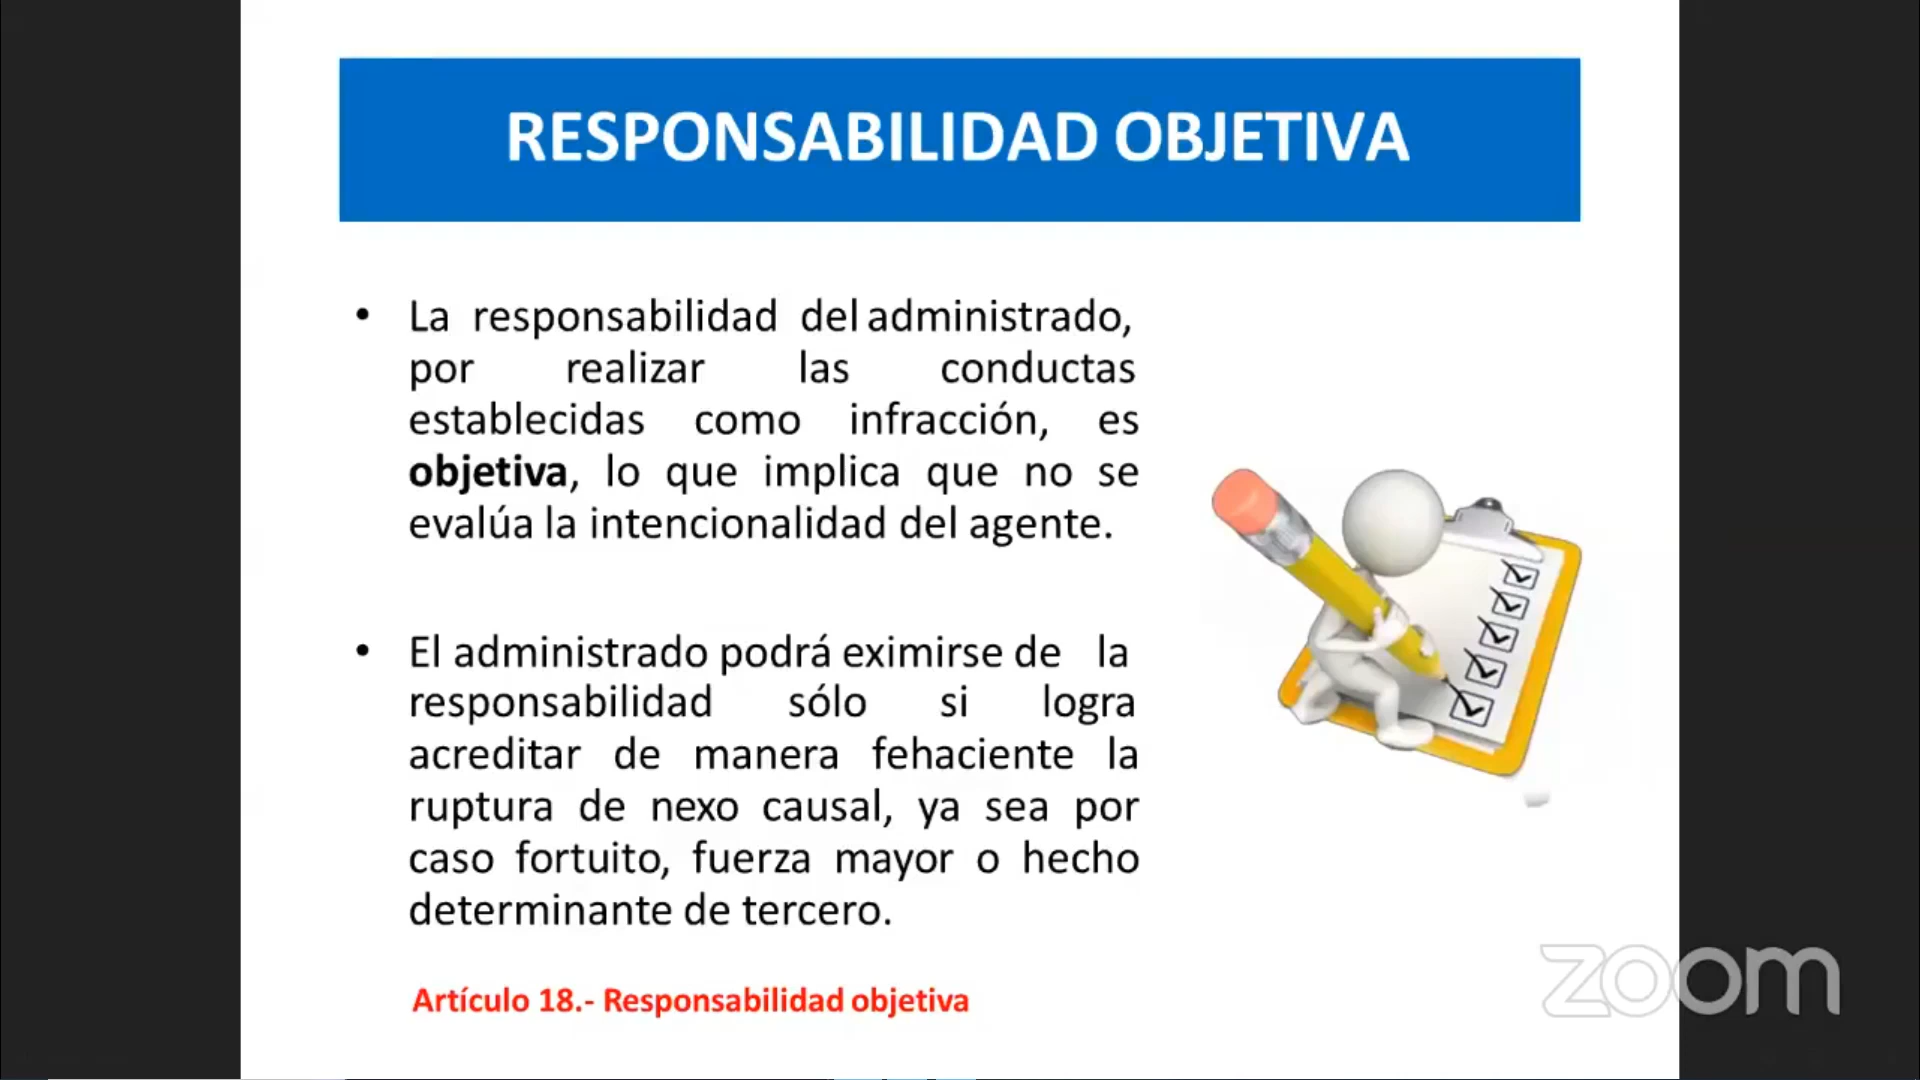 RESPONSABILIDAD OBJETIVA
• La responsabilidad del administrado,
por realizar las conductas
establecidas como infracción, es
objetiva, lo que implica que no se
evalúa la intencionalidad del agente.
• El administrado podrá eximirse de la
responsabilidad sólo si logra
acreditar de manera fehaciente la
ruptura de nexo causal, ya sea por
caso fortuito, fuerza mayor o hecho
determinante de tercero.
Artículo 18.- Responsabilidad objetiva
zoom